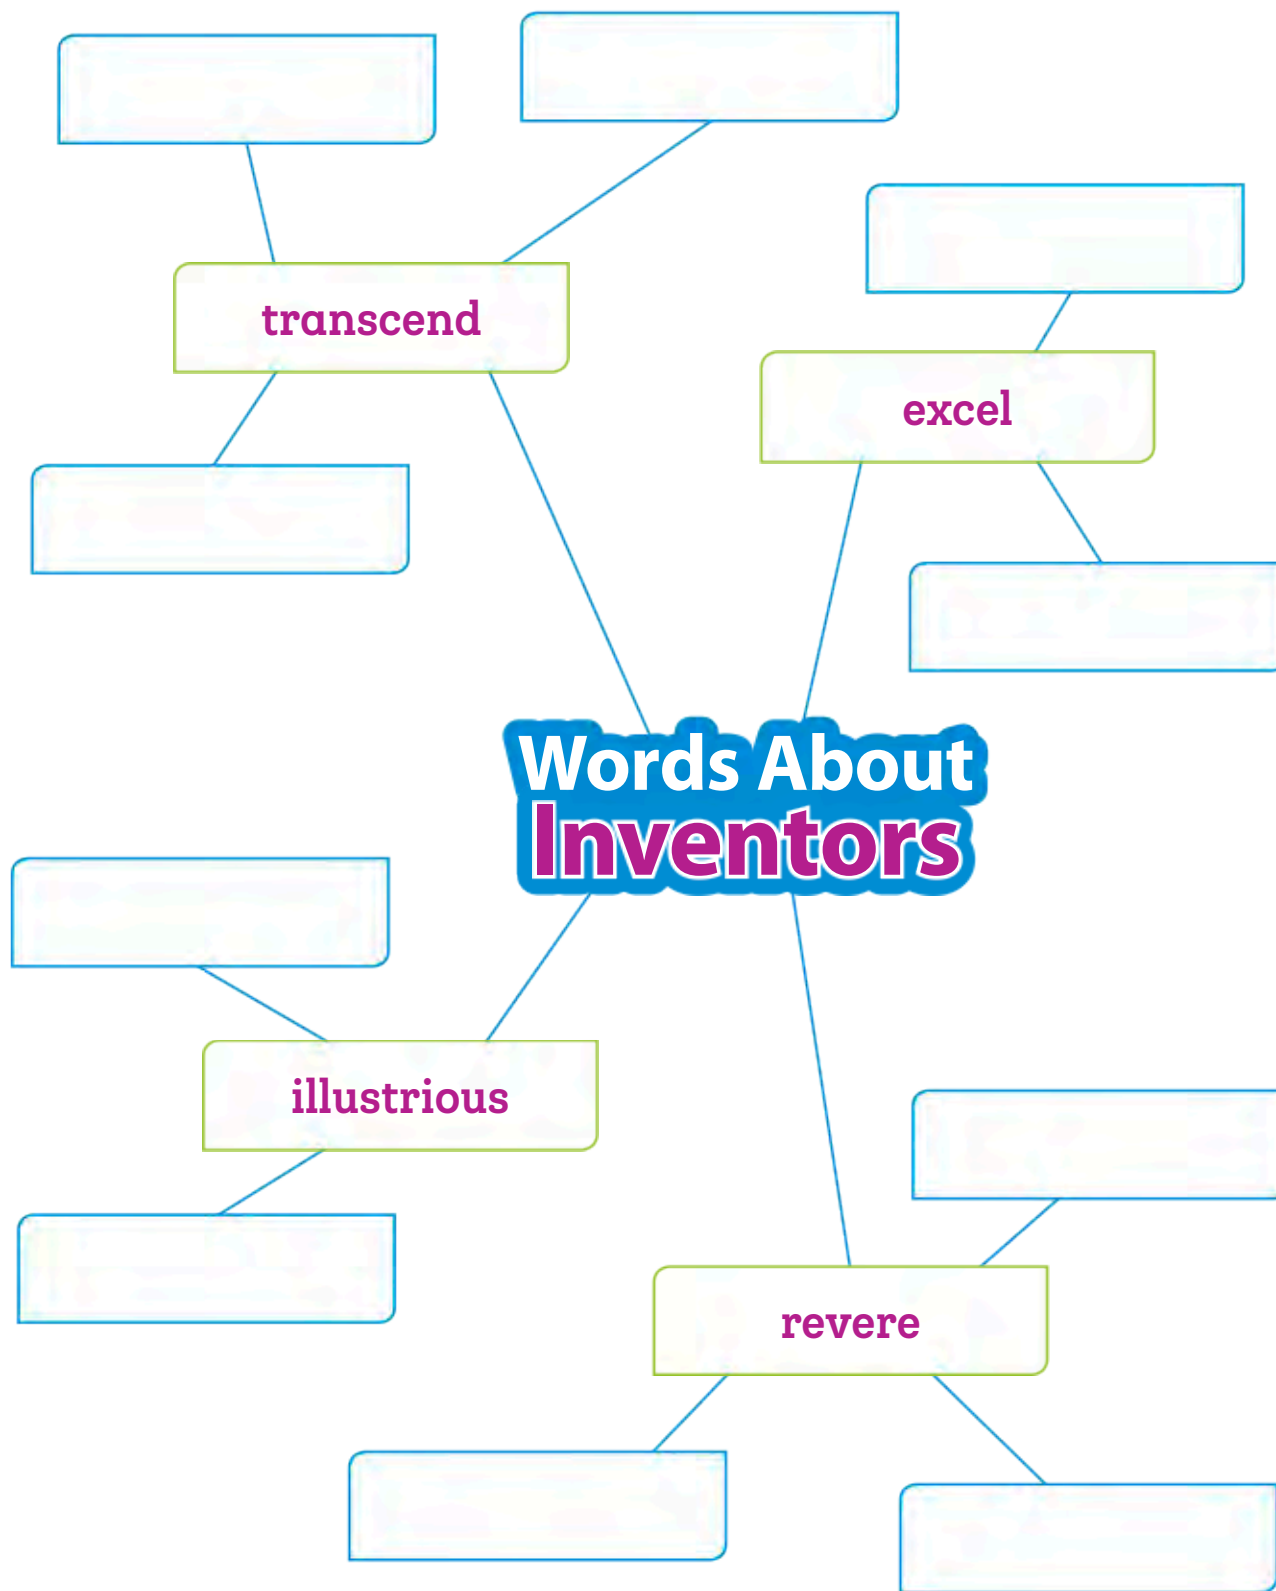 transcend
excel
Words About
Inventors
illustrious
revere